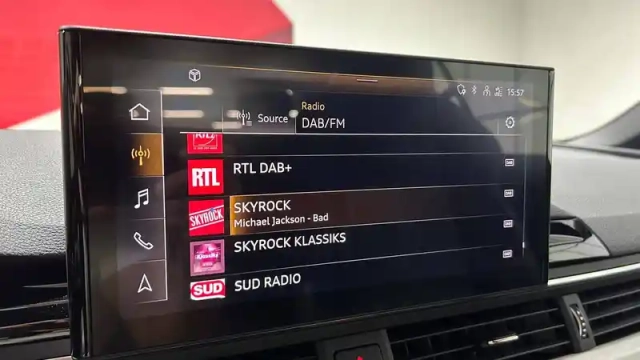 15:57
Radio
Source
DAB/FM
RTL
RTL DAB+
SKYROCK
SKYROCK
Michael Jackson - Bad
SKYROCK KLASSIKS
SUD
SUD RADIO